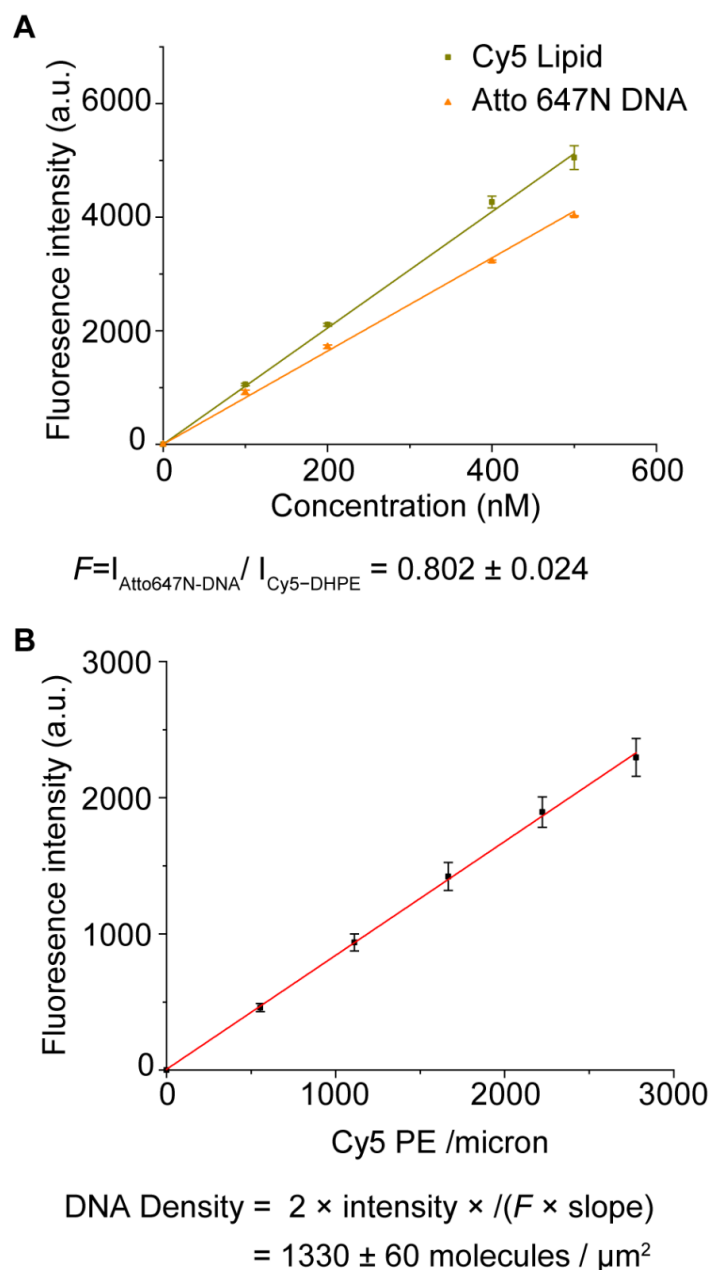 A
Fluoresence intensity (a.u.)
6000
4000
2000
0
Cy5 Lipid
Atto 647N DNA
0 200 400 600
Concentration (nM)
F=I_Atto647N-DNA/ I_Cy5−DHPE = 0.802 ± 0.024
B
Fluoresence intensity (a.u.)
3000
2000
1000
0
0 1000 2000 3000
Cy5 PE /micron
DNA Density = 2 × intensity × /(F × slope)
= 1330 ± 60 molecules / µm²